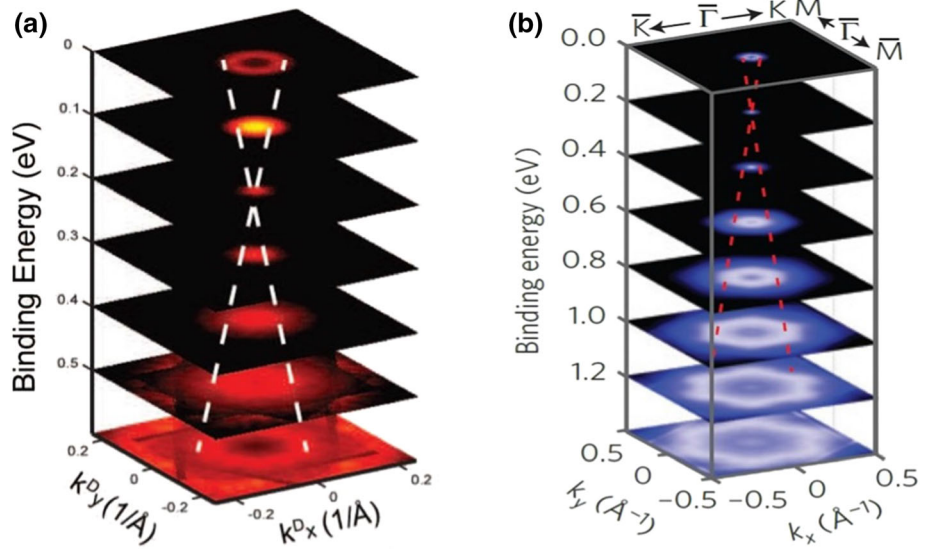 (a)
0
0.1
0.2
0.3
0.4
0.5
Binding Energy (eV)
0.2
0
-0.2
kᴰy (1/Å)
-0.2
0
0.2
kᴰx (1/Å)
(b)
K̅ Γ̅ K M Γ̅ M̅
0.0
0.2
0.4
0.6
0.8
1.0
1.2
Binding energy (eV)
0.5
0
-0.5
ky (Å⁻¹)
-0.5
0
0.5
kx (Å⁻¹)